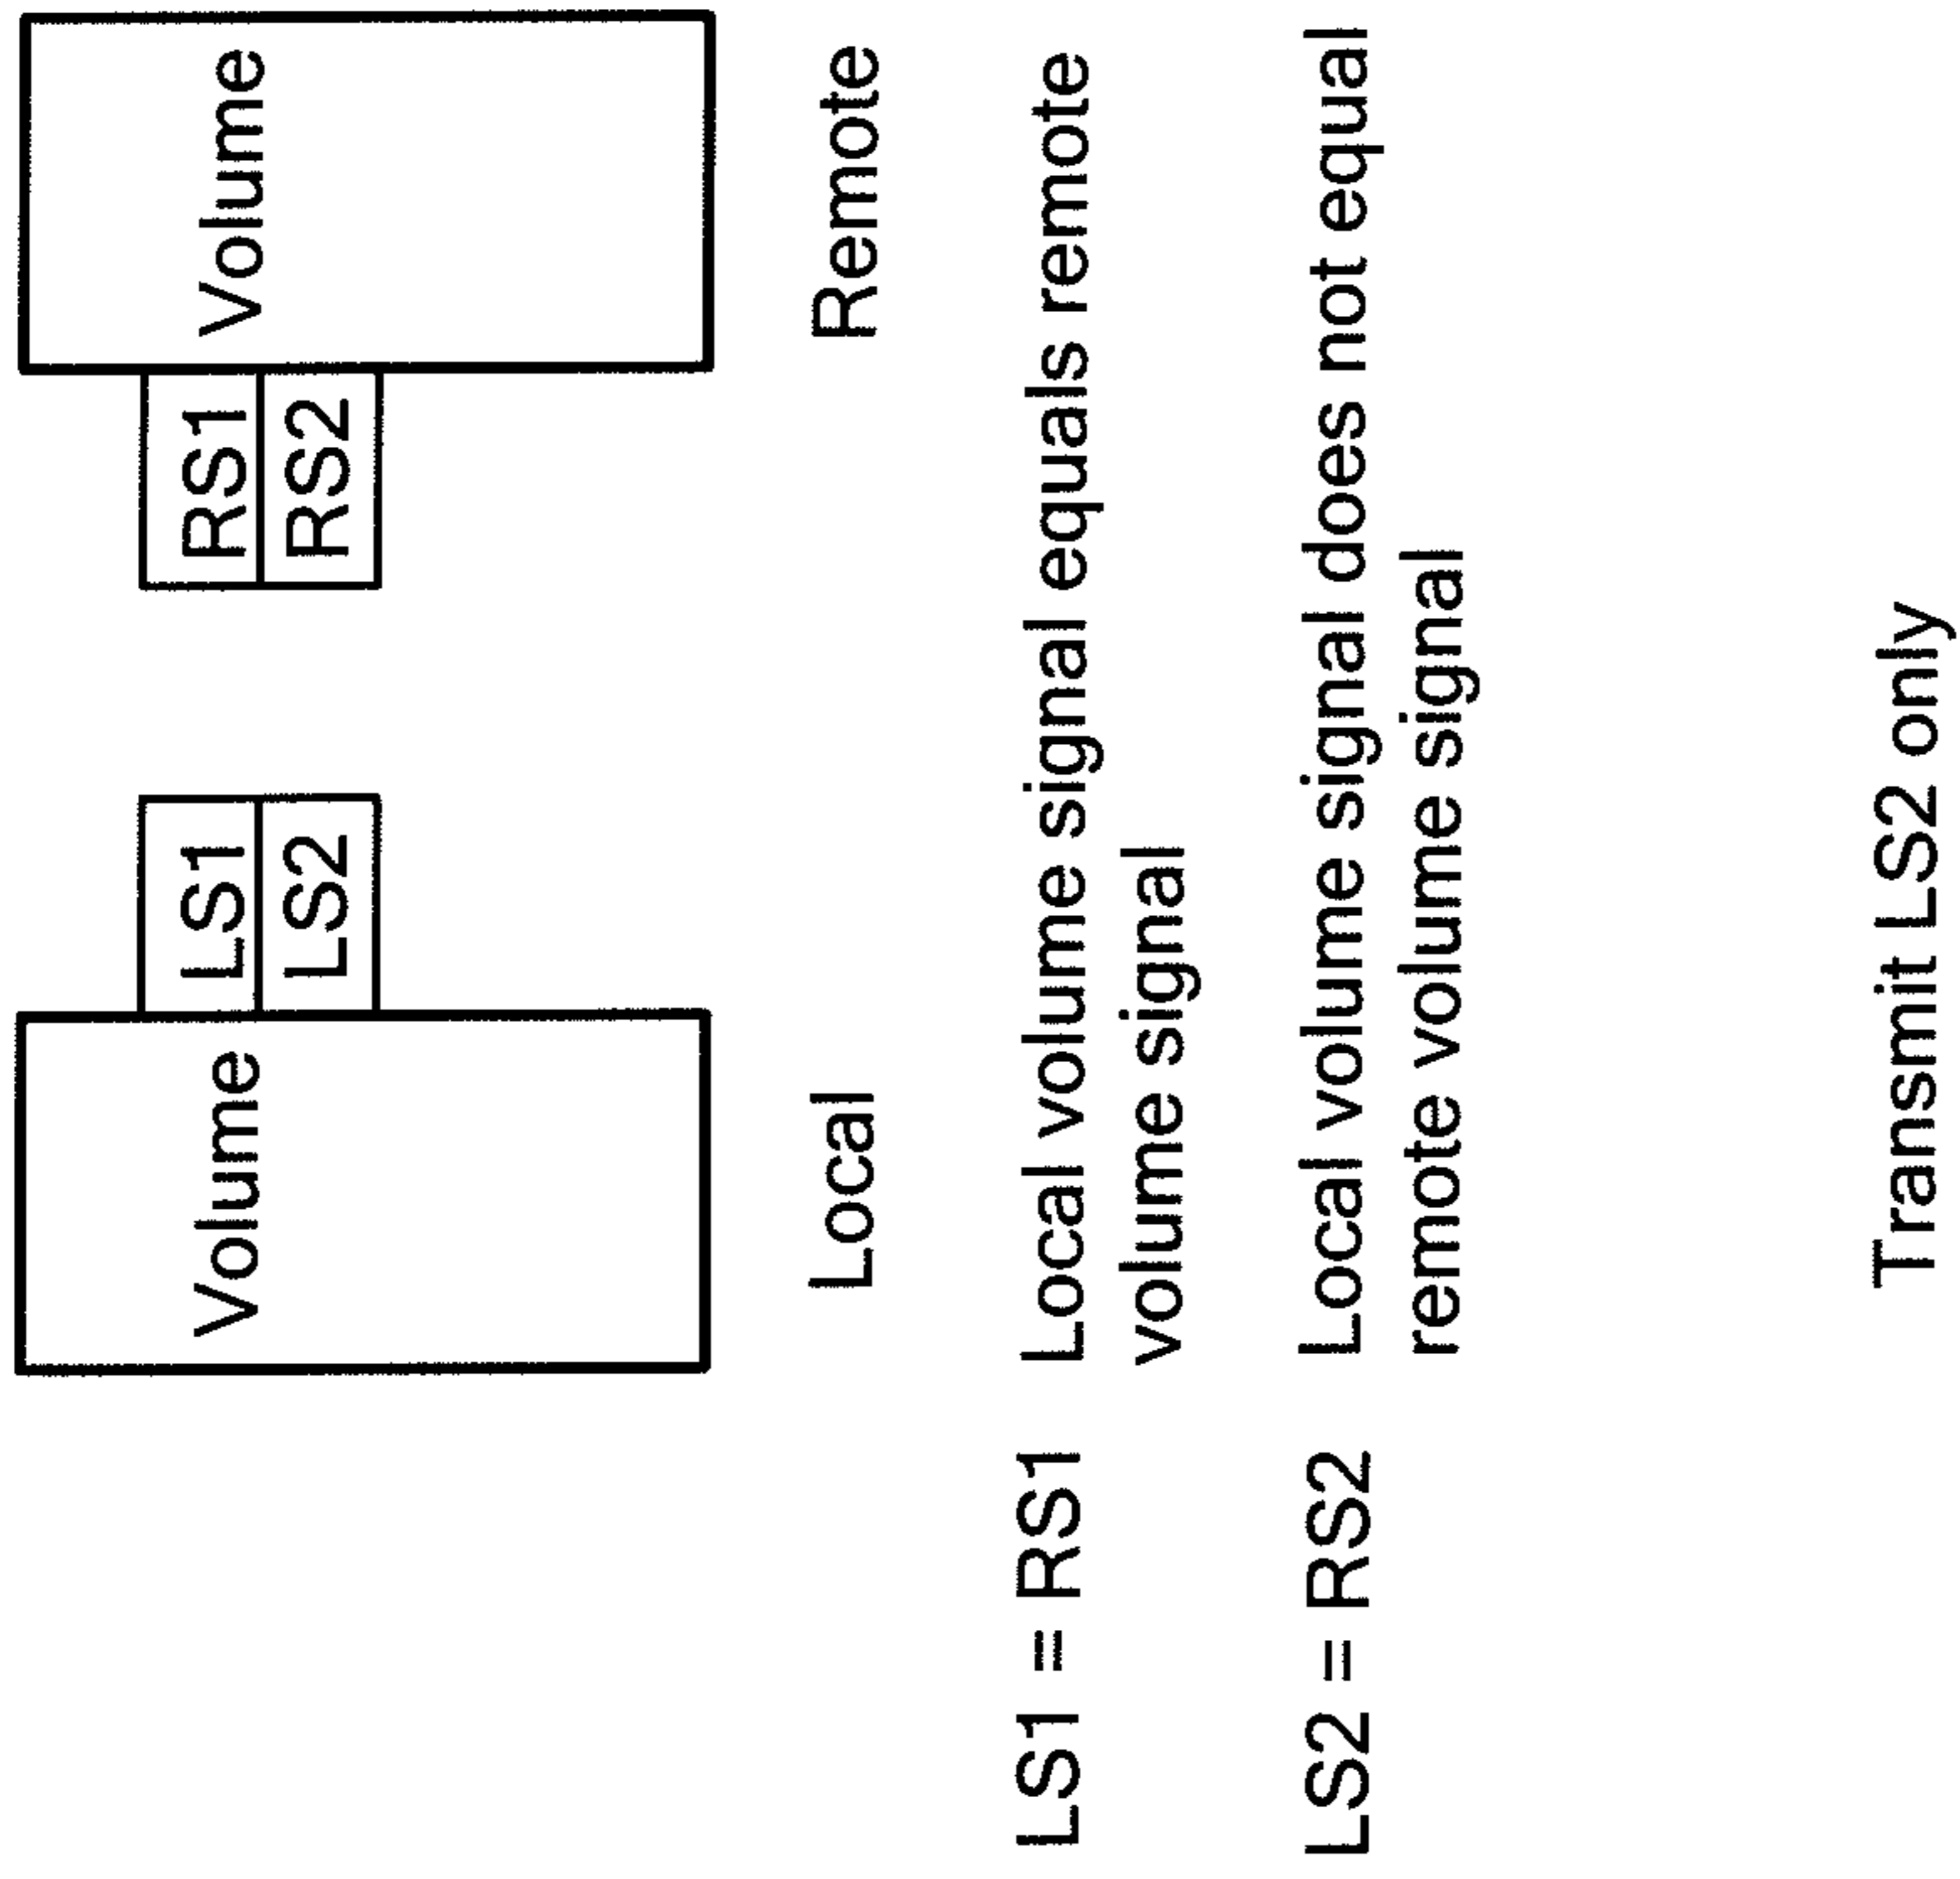 Volume
LS1
LS2
RS1
RS2
Volume
Local
Remote
LS1 = RS1 Local volume signal equals remote
volume signal
LS2 = RS2 Local volume signal does not equal
remote volume signal
Transmit LS2 only